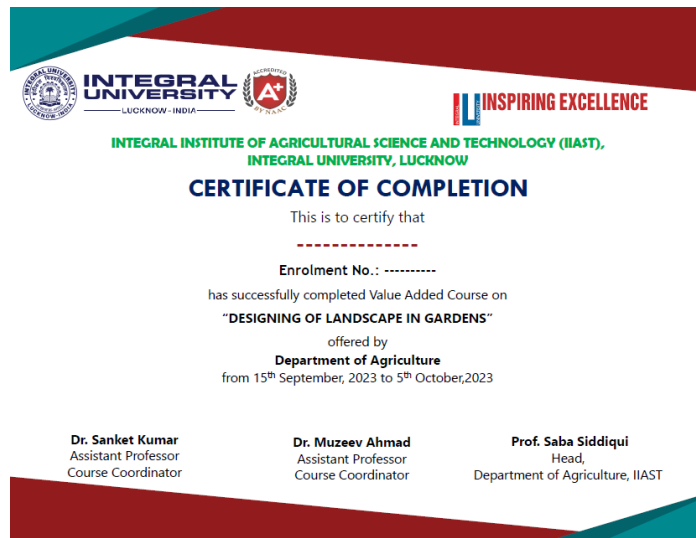 INTEGRAL
UNIVERSITY
LUCKNOW-INDIA
ACCREDITED
A+
BY NAAC
INSPIRING EXCELLENCE
INTEGRAL INSTITUTE OF AGRICULTURAL SCIENCE AND TECHNOLOGY (IIAST),
INTEGRAL UNIVERSITY, LUCKNOW
CERTIFICATE OF COMPLETION
This is to certify that
---------------
Enrolment No.: ----------
has successfully completed Value Added Course on
“DESIGNING OF LANDSCAPE IN GARDENS”
offered by
Department of Agriculture
from 15th September, 2023 to 5th October,2023
Dr. Sanket Kumar
Assistant Professor
Course Coordinator
Dr. Muzeev Ahmad
Assistant Professor
Course Coordinator
Prof. Saba Siddiqui
Head,
Department of Agriculture, IIAST